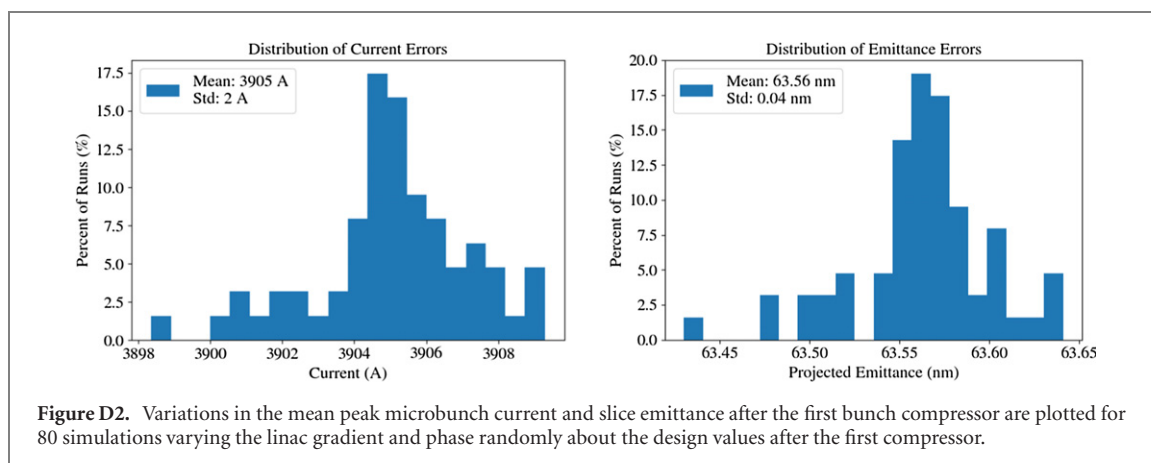 Distribution of Current Errors
17.5
15.0
12.5
10.0
7.5
5.0
2.5
0.0
Percent of Runs (%)
Mean: 3905 A
Std: 2 A
3898 3900 3902 3904 3906 3908
Current (A)
Distribution of Emittance Errors
20.0
17.5
15.0
12.5
10.0
7.5
5.0
2.5
0.0
Percent of Runs (%)
Mean: 63.56 nm
Std: 0.04 nm
63.45 63.50 63.55 63.60 63.65
Projected Emittance (nm)
Figure D2. Variations in the mean peak microbunch current and slice emittance after the first bunch compressor are plotted for
80 simulations varying the linac gradient and phase randomly about the design values after the first compressor.